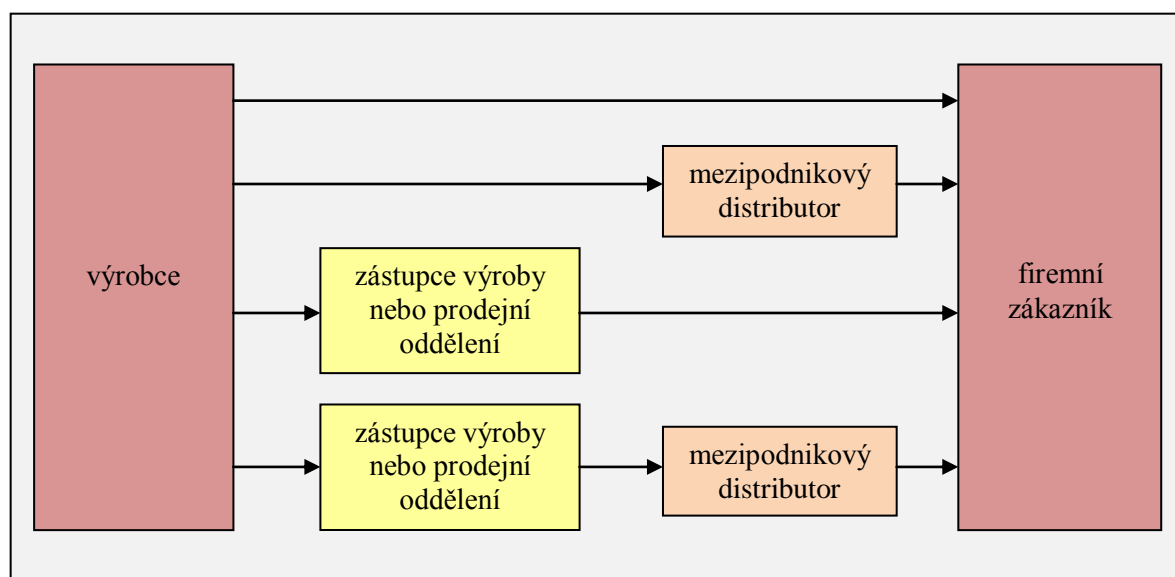 mezipodnikový
distributor
výrobce
zástupce výroby
nebo prodejní
oddělení
firemní
zákazník
zástupce výroby
nebo prodejní
oddělení
mezipodnikový
distributor